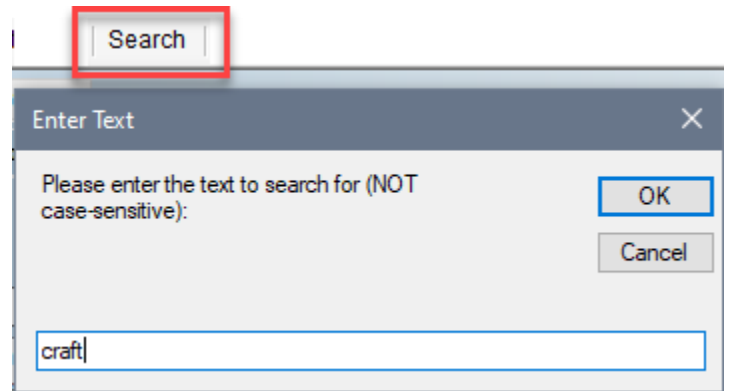 Search
Enter Text
Please enter the text to search for (NOT
case-sensitive):
OK
Cancel
craft